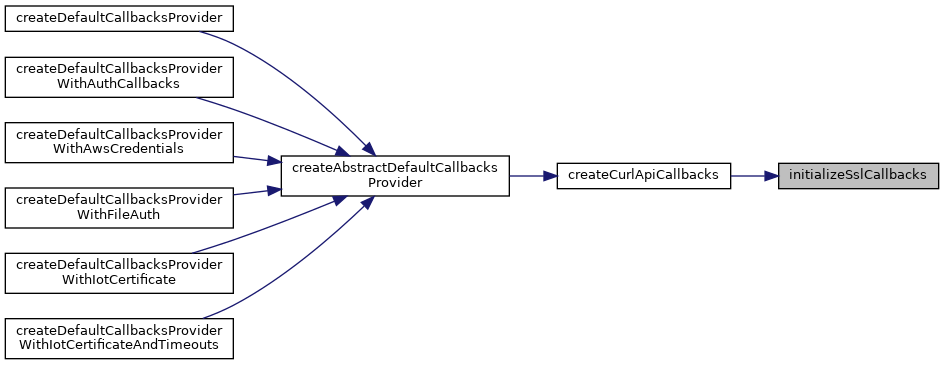 createDefaultCallbacksProvider
createDefaultCallbacksProvider
WithAuthCallbacks
createDefaultCallbacksProvider
WithAwsCredentials
createDefaultCallbacksProvider
WithFileAuth
createDefaultCallbacksProvider
WithIotCertificate
createDefaultCallbacksProvider
WithIotCertificateAndTimeouts
createAbstractDefaultCallbacks
Provider
createCurlApiCallbacks
initializeSslCallbacks